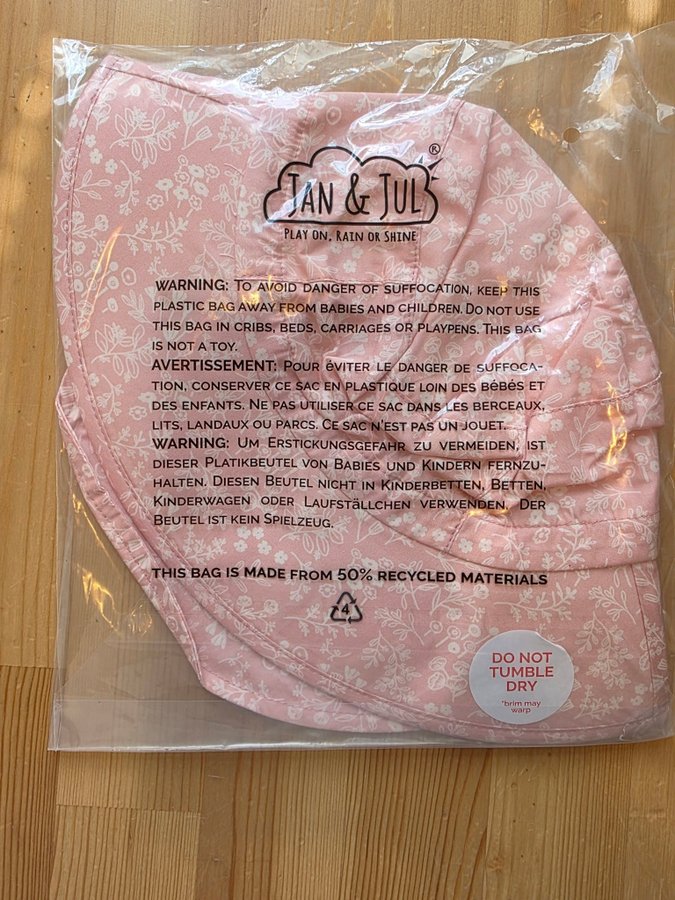 ®
JAN & JUL
PLAY ON, RAIN OR SHINE
WARNING: TO AVOID DANGER OF SUFFOCATION, KEEP THIS
PLASTIC BAG AWAY FROM BABIES AND CHILDREN. DO NOT USE
THIS BAG IN CRIBS, BEDS, CARRIAGES OR PLAYPENS. THIS BAG
IS NOT A TOY.
AVERTISSEMENT: POUR éVITER LE DANGER DE SUFFOCA-
TION, CONSERVER CE SAC EN PLASTIQUE LOIN DES BéBéS ET
DES ENFANTS. NE PAS UTILISER CE SAC DANS LES BERCEAUX,
LITS, LANDAUX OU PARCS. CE SAC N'EST PAS UN JOUET.
WARNING: UM ERSTICKUNGSGEFAHR ZU VERMEIDEN, IST
DIESER PLATIKBEUTEL VON BABIES UND KINDERN FERNZU-
HALTEN. DIESEN BEUTEL NICHT IN KINDERBETTEN, BETTEN,
KINDERWAGEN ODER LAUFSTÄLLCHEN VERWENDEN. DER
BEUTEL IST KEIN SPIELZEUG.
THIS BAG IS MADE FROM 50% RECYCLED MATERIALS
4
DO NOT
TUMBLE
DRY
*brim may
warp